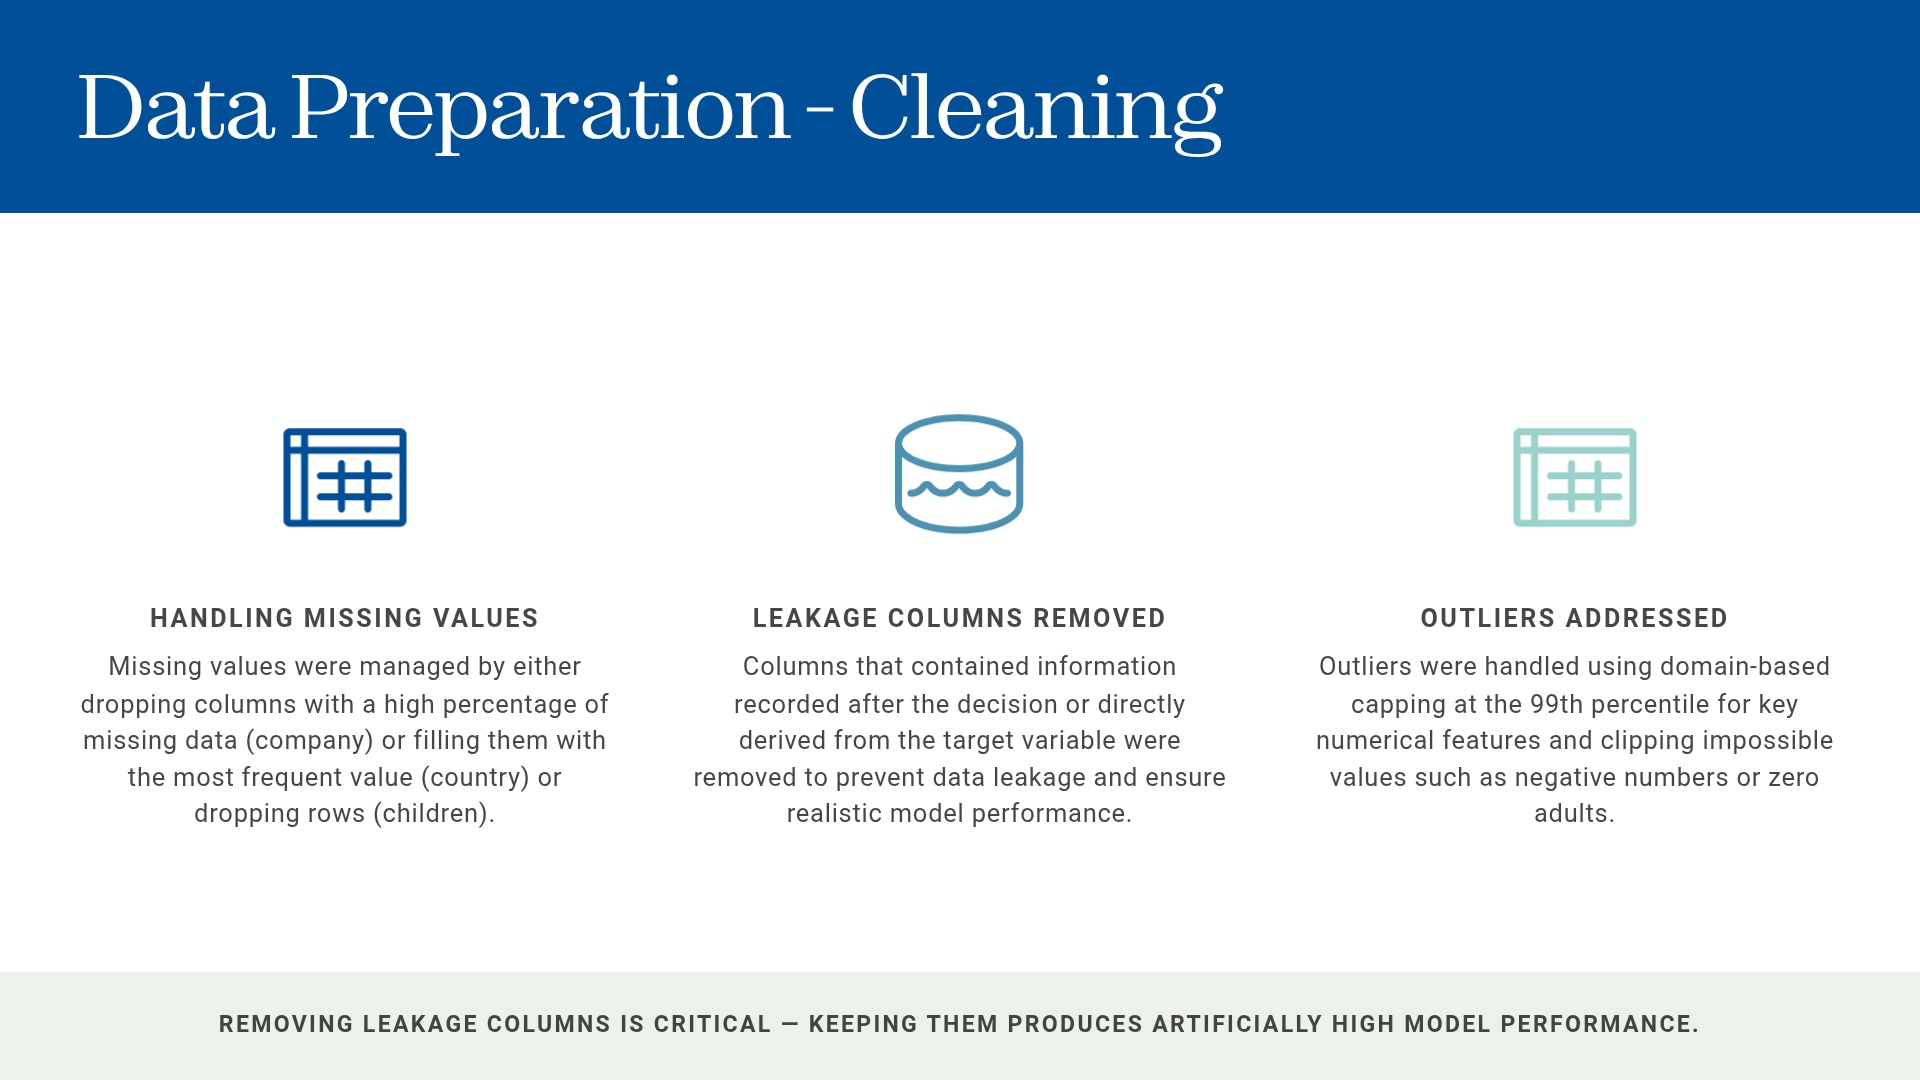 Data Preparation - Cleaning
HANDLING MISSING VALUES
Missing values were managed by either
dropping columns with a high percentage of
missing data (company) or filling them with
the most frequent value (country) or
dropping rows (children).
LEAKAGE COLUMNS REMOVED
Columns that contained information
recorded after the decision or directly
derived from the target variable were
removed to prevent data leakage and ensure
realistic model performance.
OUTLIERS ADDRESSED
Outliers were handled using domain-based
capping at the 99th percentile for key
numerical features and clipping impossible
values such as negative numbers or zero
adults.
REMOVING LEAKAGE COLUMNS IS CRITICAL — KEEPING THEM PRODUCES ARTIFICIALLY HIGH MODEL PERFORMANCE.